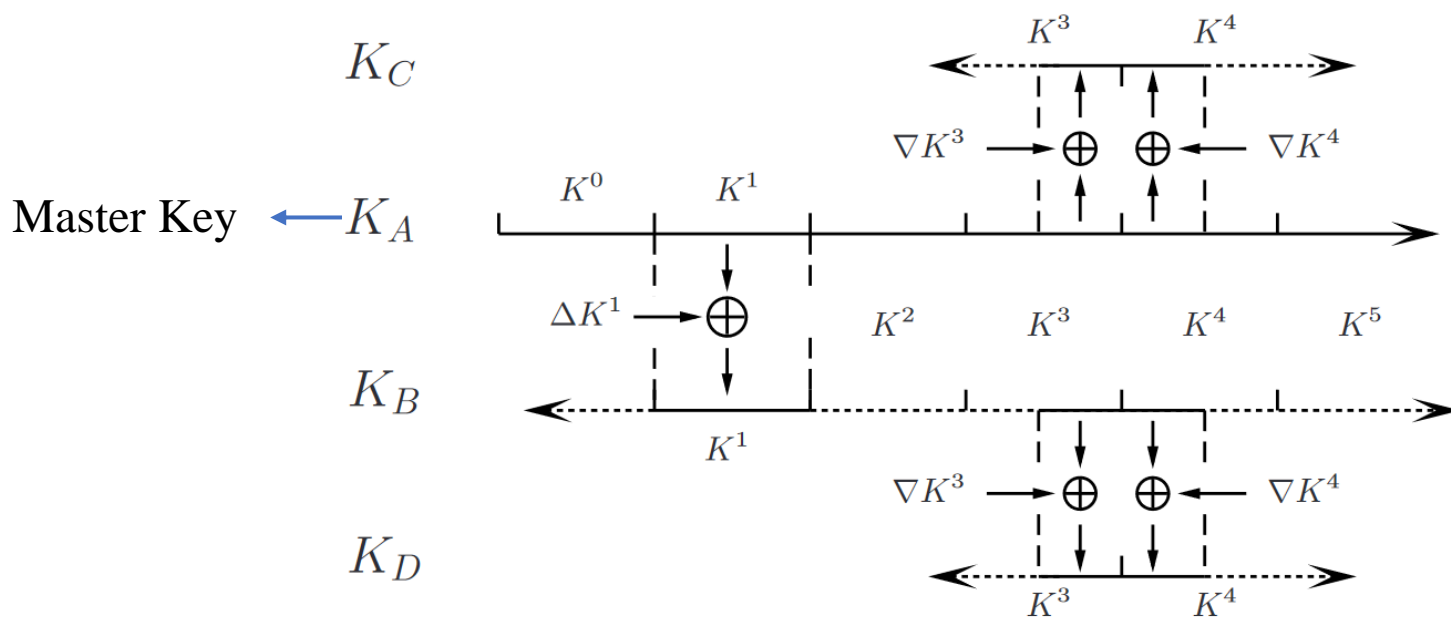 K^3 K^4
K_C
∇K^3 ∇K^4
K^0 K^1
Master Key K_A
ΔK^1 K^2 K^3 K^4 K^5
K_B
K^1
∇K^3 ∇K^4
K_D
K^3 K^4